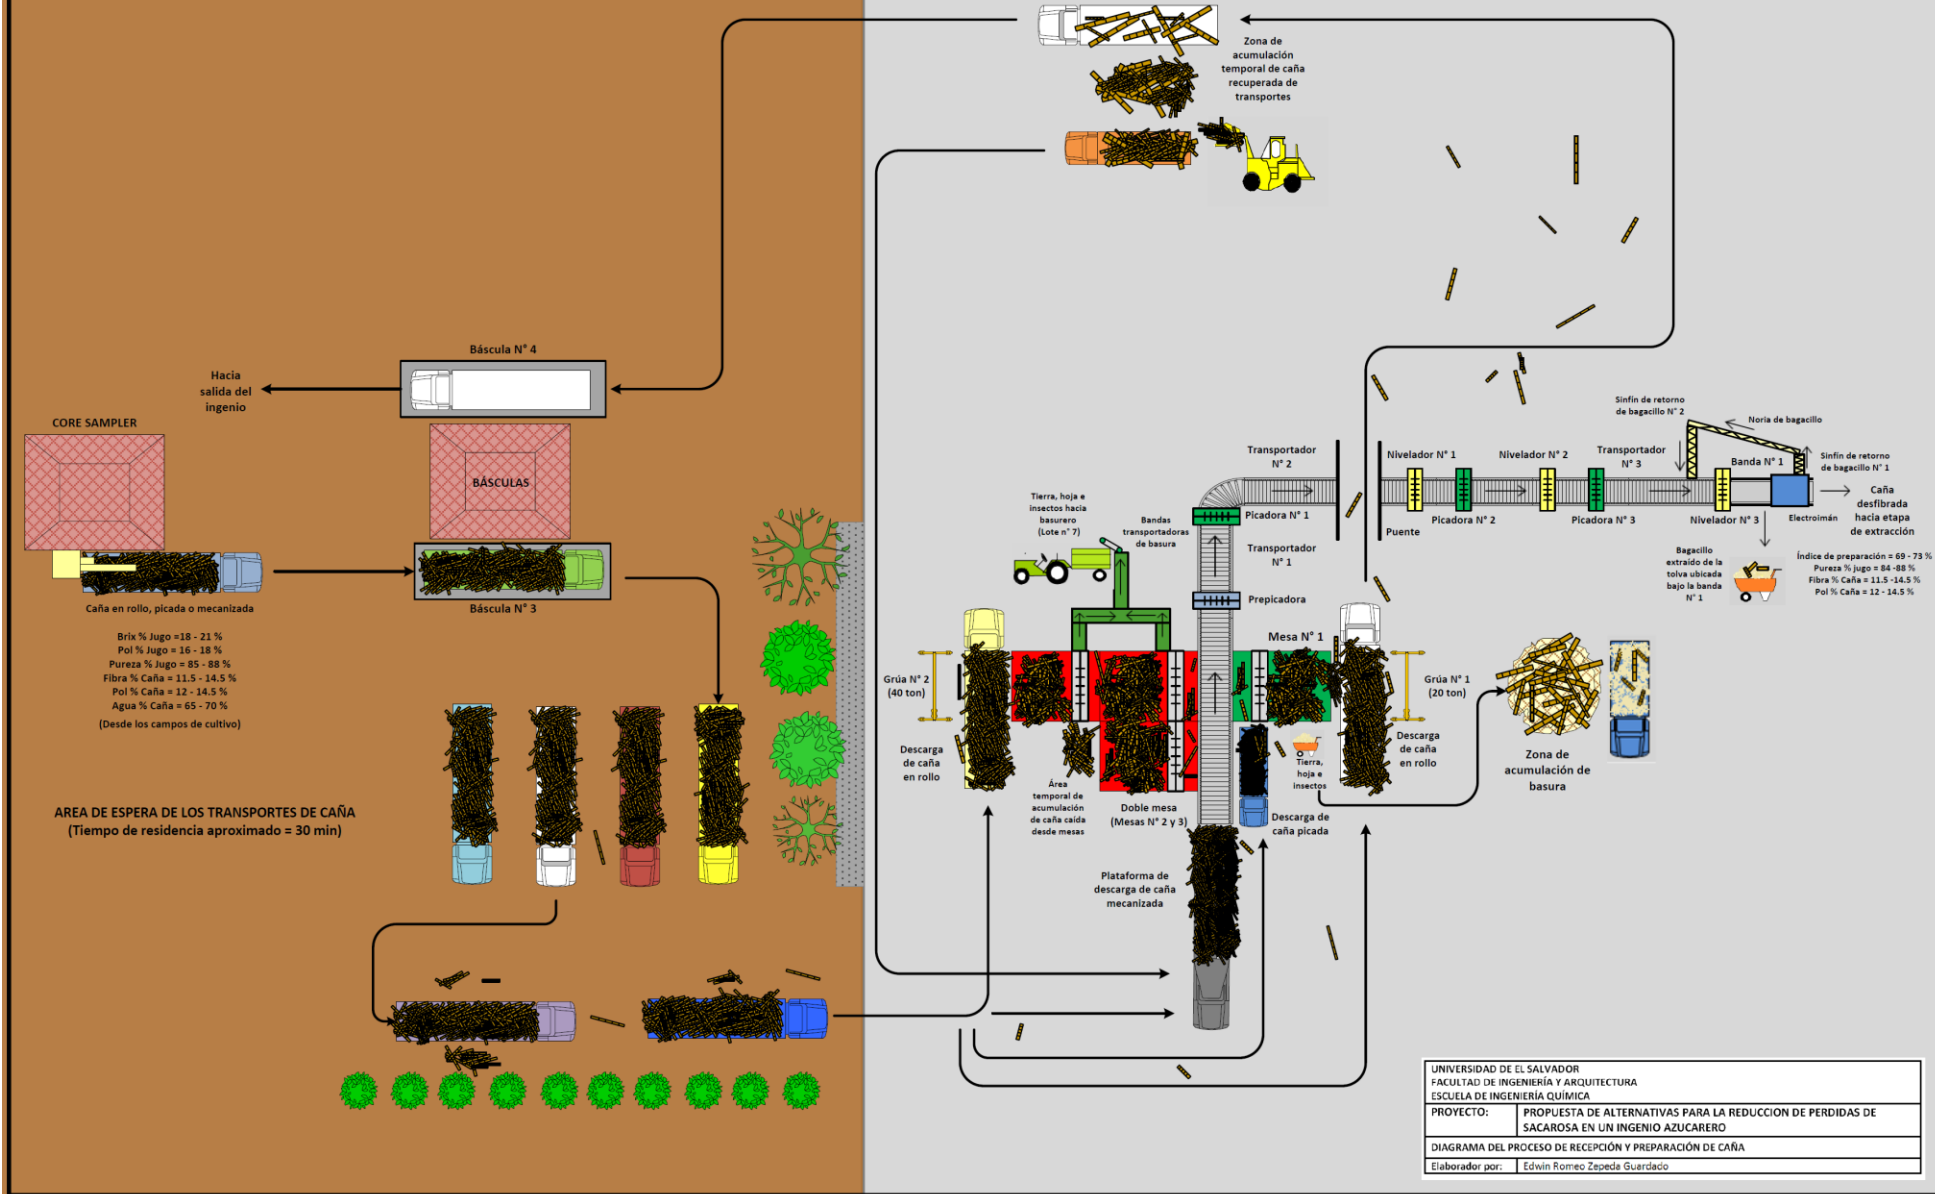 Zona de
acumulación
temporal de caña
recuperada de
transportes
Báscula N° 4
Hacia
salida del
ingenio
CORE SAMPLER
BÁSCULAS
Báscula N° 3
Caña en rollo, picada o mecanizada
Brix % Jugo =18 - 21 %
Pol % Jugo = 16 - 18 %
Pureza % Jugo = 85 - 88 %
Fibra % Caña = 11.5 - 14.5 %
Pol % Caña = 12 - 14.5 %
Agua % Caña = 65 - 70 %
(Desde los campos de cultivo)
AREA DE ESPERA DE LOS TRANSPORTES DE CAÑA
(Tiempo de residencia aproximado = 30 min)
Tierra, hoja e
insectos hacia
basurero
(Lote n° 7)
Bandas
transportadoras
de basura
Transportador
N° 2
Picadora N° 1
Transportador
N° 1
Prepicadora
Mesa N° 1
Puente
Nivelador N° 1
Picadora N° 2
Nivelador N° 2
Transportador
N° 3
Picadora N° 3
Sinfín de retorno
de bagacillo N° 2
Noria de bagacillo
Banda N° 1
Sinfín de retorno
de bagacillo N° 1
Nivelador N° 3
Electroimán
Caña
desfibrada
hacia etapa
de extracción
Índice de preparación = 69 - 73 %
Pureza % jugo = 84 -88 %
Fibra % Caña = 11.5 -14.5 %
Pol % Caña = 12 - 14.5 %
Bagacillo
extraído de la
tolva ubicada
bajo la banda
N° 1
Grúa N° 2
(40 ton)
Descarga
de caña
en rollo
Área
temporal de
acumulación
de caña caída
desde mesas
Doble mesa
(Mesas N° 2 y 3)
Plataforma de
descarga de caña
mecanizada
Tierra,
hoja e
insectos
Descarga de
caña picada
Grúa N° 1
(20 ton)
Descarga
de caña
en rollo
Zona de
acumulación de
basura
UNIVERSIDAD DE EL SALVADOR
FACULTAD DE INGENIERÍA Y ARQUITECTURA
ESCUELA DE INGENIERÍA QUÍMICA
PROYECTO: PROPUESTA DE ALTERNATIVAS PARA LA REDUCCION DE PERDIDAS DE
SACAROSA EN UN INGENIO AZUCARERO
DIAGRAMA DEL PROCESO DE RECEPCIÓN Y PREPARACIÓN DE CAÑA
Elaborador por: Edwin Romeo Zepeda Guardado